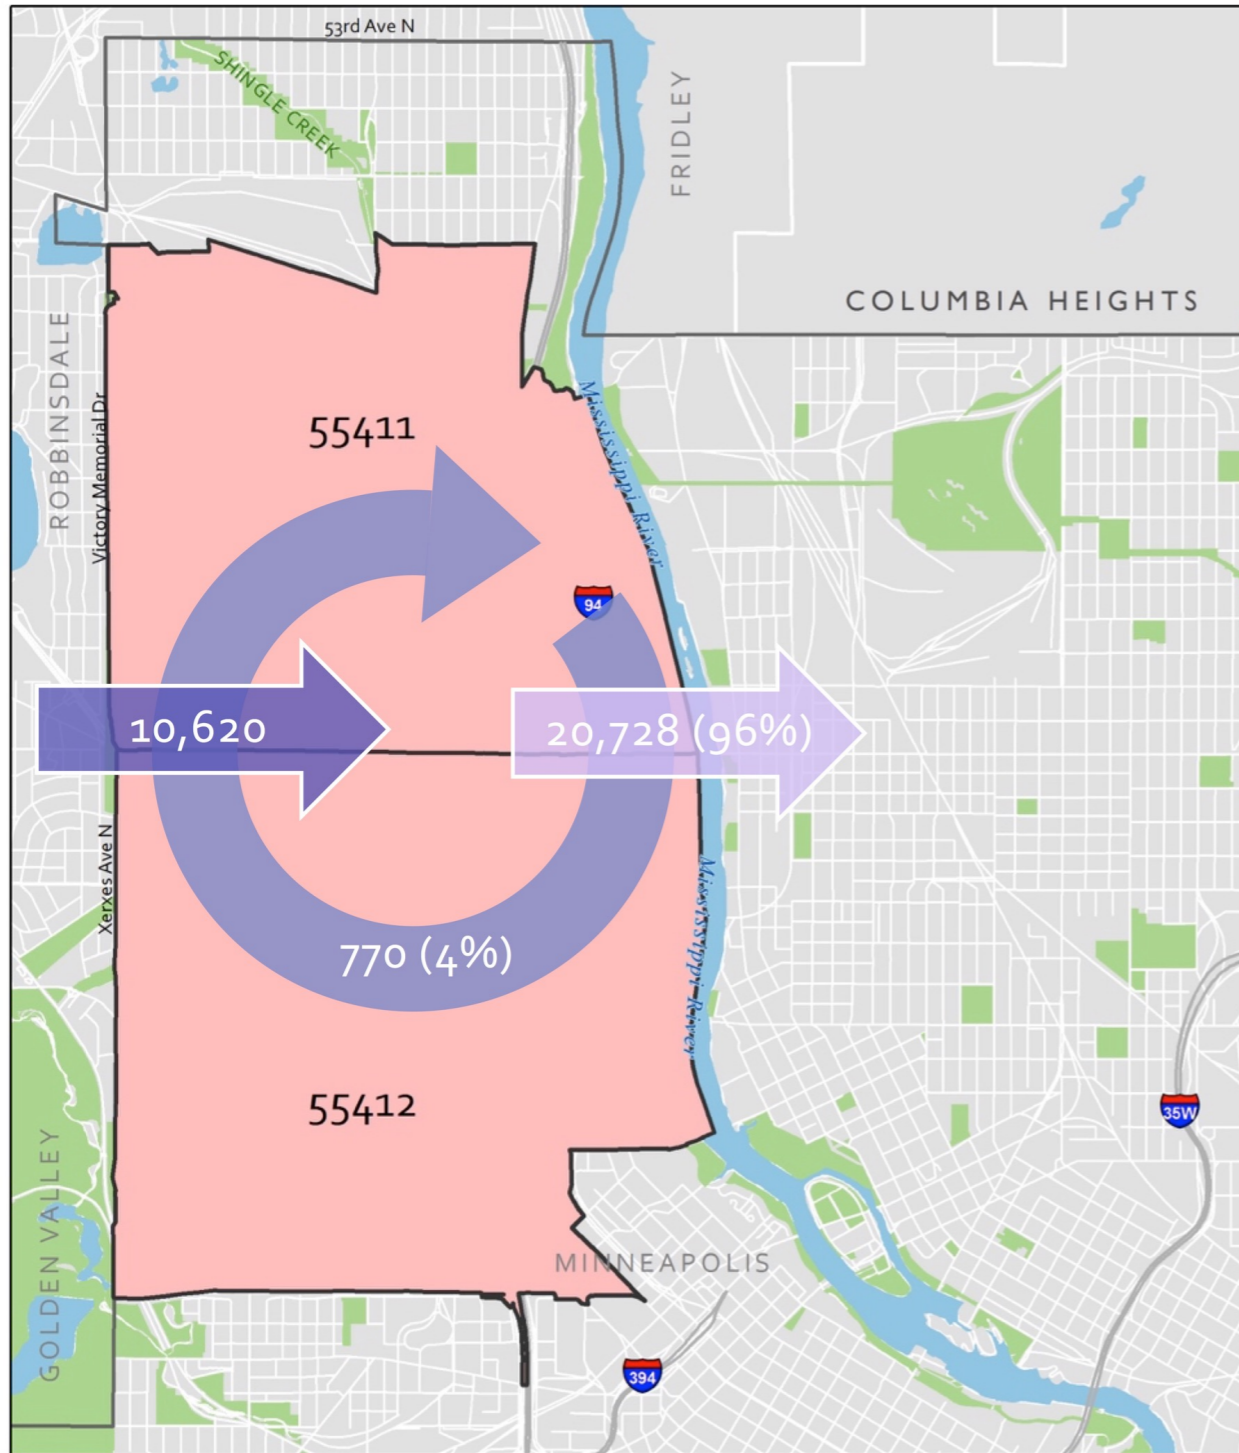 53rd Ave N
SHINGLE CREEK
FRIDLEY
COLUMBIA HEIGHTS
ROBBINSDALE
Victory Memorial Dr
55411
Mississippi River
94
10,620
20,728 (96%)
Xerxes Ave N
Mississippi River
770 (4%)
55412
35W
GOLDEN VALLEY
MINNEAPOLIS
394